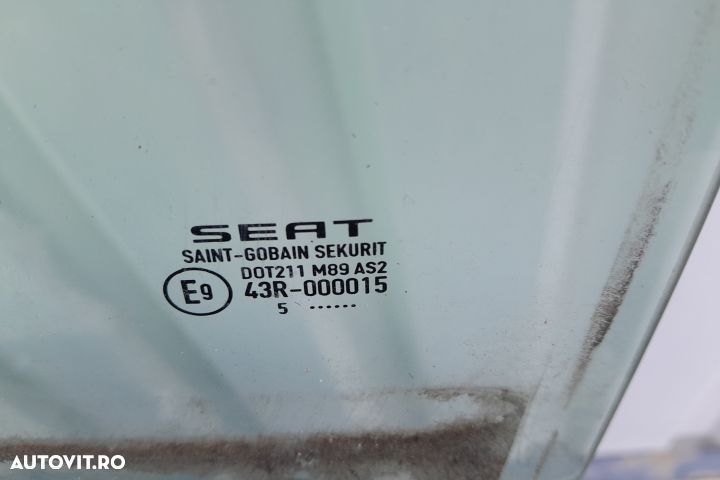 SEAT
SAINT-GOBAIN SEKURIT
DOT211 M89 AS2
E9 43R-000015
5 ······
AUTOVIT.RO